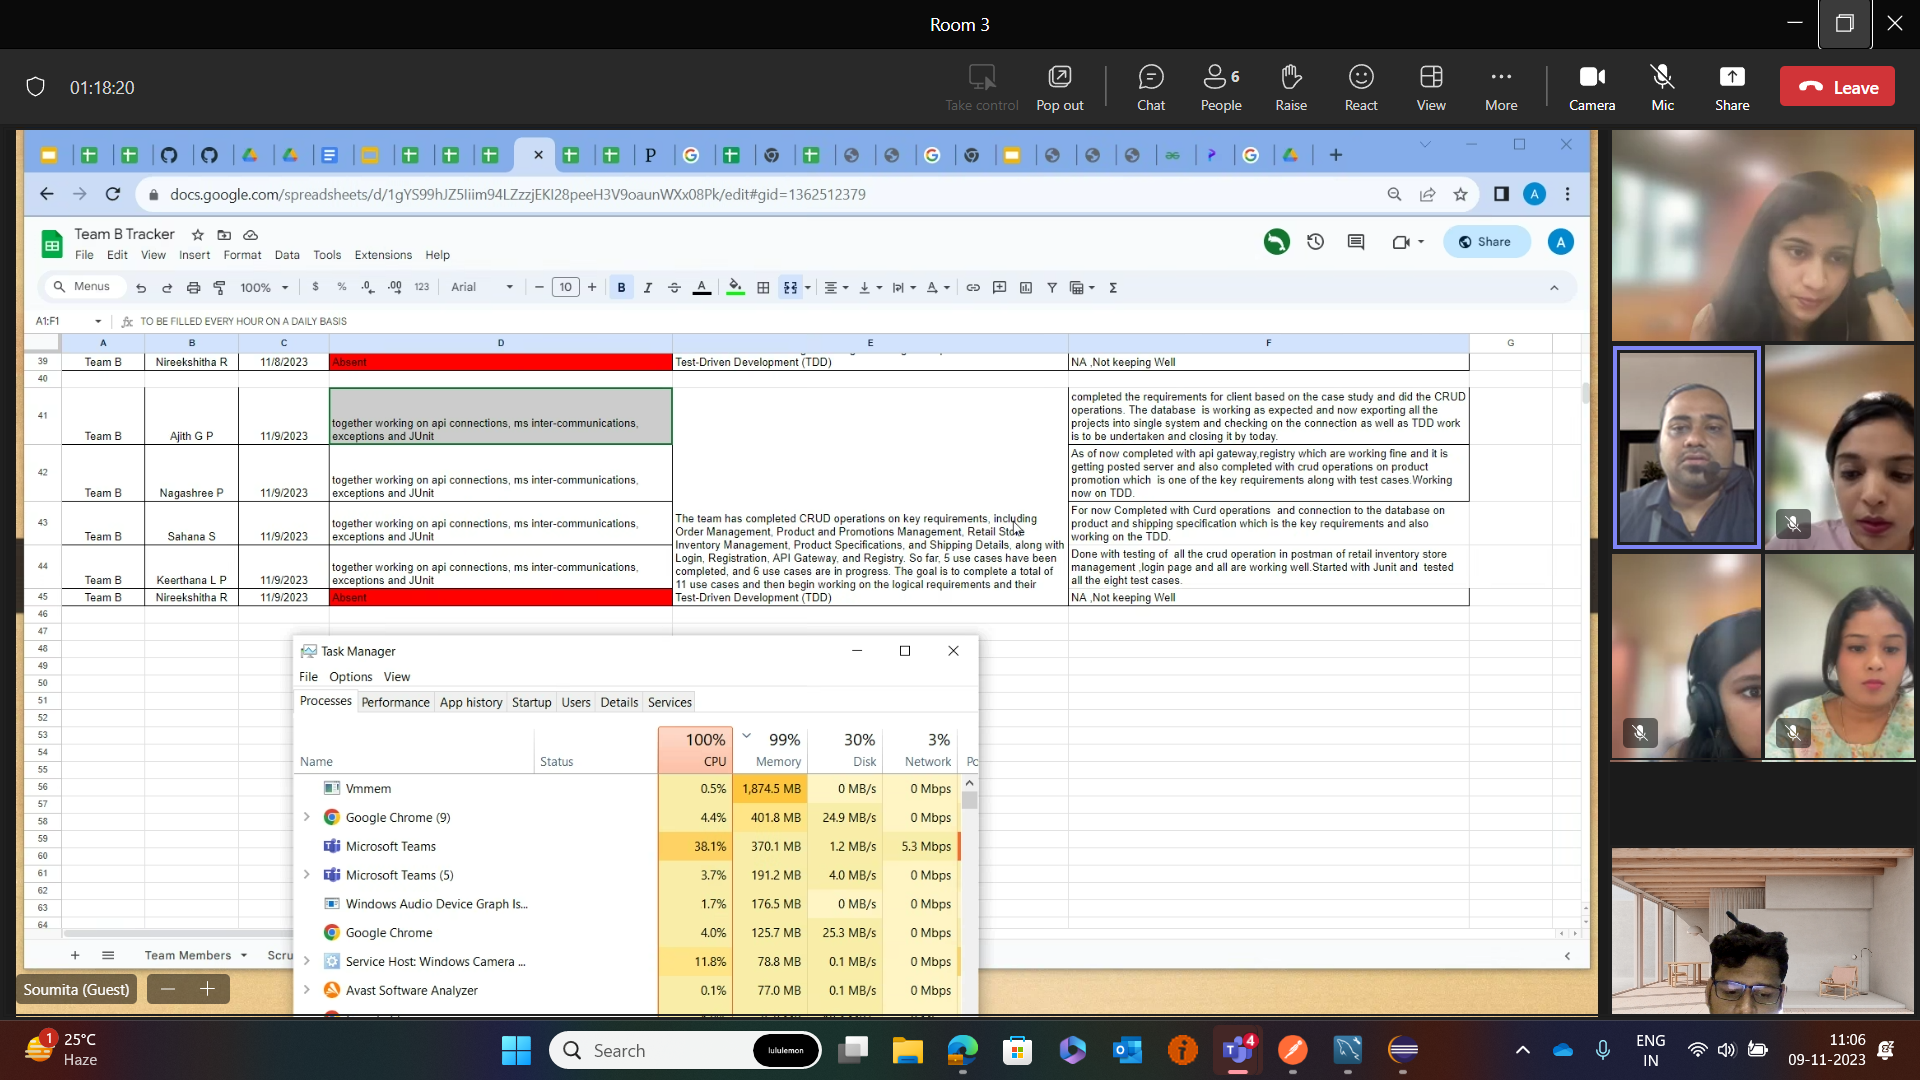 Room 3
01:18:20
Take control
Pop out
Chat
6
People
Raise
React
View
More
Camera
Mic
Share
Leave
docs.google.com/spreadsheets/d/1gYS99hJZ5Iiim94LZzzjEKI28peeH3V9oaunWXx08Pk/edit#gid=1362512379
A
Team B Tracker
File Edit View Insert Format Data Tools Extensions Help
Share
A
Menus
100%
$ % .0 .00 123
Arial
10
B I A
A1:F1
fx TO BE FILLED EVERY HOUR ON A DAILY BASIS
A B C D E F G
39 Team B Nireekshitha R 11/8/2023 Absent Test-Driven Development (TDD) NA ,Not keeping Well
40
41 Team B Ajith G P 11/9/2023
together working on api connections, ms inter-communications,
exceptions and JUnit
completed the requirements for client based on the case study and did the CRUD
operations. The database is working as expected and now exporting all the
projects into single system and checking on the connection as well as TDD work
is to be undertaken and closing it by today.
42 Team B Nagashree P 11/9/2023
together working on api connections, ms inter-communications,
exceptions and JUnit
As of now completed with api gateway,registry which are working fine and it is
getting posted server and also completed with crud operations on product
promotion which is one of the key requirements along with test cases.Working
now on TDD.
43 Team B Sahana S 11/9/2023
together working on api connections, ms inter-communications,
exceptions and JUnit
For now Completed with Curd operations and connection to the database on
product and shipping specification which is the key requirements and also
working on the TDD.
44 Team B Keerthana L P 11/9/2023
together working on api connections, ms inter-communications,
exceptions and JUnit
Done with testing of all the crud operation in postman of retail inventory store
management ,login page and all are working well.Started with Junit and tested
all the eight test cases.
The team has completed CRUD operations on key requirements, including
Order Management, Product and Promotions Management, Retail Store
Inventory Management, Product Specifications, and Shipping Details, along with
Login, Registration, API Gateway, and Registry. So far, 5 use cases have been
completed, and 6 use cases are in progress. The goal is to complete a total of
11 use cases and then begin working on the logical requirements and their
Test-Driven Development (TDD)
45 Team B Nireekshitha R 11/9/2023 Absent NA ,Not keeping Well
46
47
48
49
50
51
52
53
54
55
56
57
58
59
60
61
62
63
64
Task Manager
File Options View
Processes Performance App history Startup Users Details Services
100% 99% 30% 3%
Name Status CPU Memory Disk Network Po
Vmmem 0.5% 1,874.5 MB 0 MB/s 0 Mbps
Google Chrome (9) 4.4% 401.8 MB 24.9 MB/s 0 Mbps
Microsoft Teams 38.1% 370.1 MB 1.2 MB/s 5.3 Mbps
Microsoft Teams (5) 3.7% 191.2 MB 4.0 MB/s 0 Mbps
Windows Audio Device Graph Is... 1.7% 176.5 MB 0 MB/s 0 Mbps
Google Chrome 4.0% 125.7 MB 25.3 MB/s 0 Mbps
Service Host: Windows Camera ... 11.8% 78.8 MB 0.1 MB/s 0 Mbps
Avast Software Analyzer 0.1% 77.0 MB 0.1 MB/s 0 Mbps
Team Members Scru
Soumita (Guest)
1
25°C
Haze
Search
lululemon
4
ENG
IN
11:06
09-11-2023